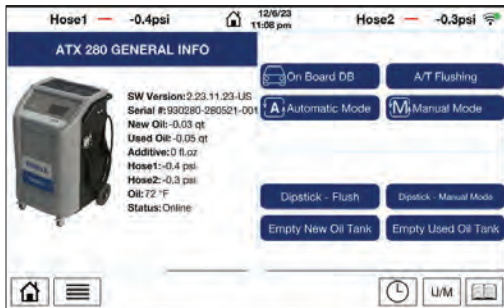 Hose1 — -0.4psi 12/6/23 Hose2 — -0.3psi
11:08 pm
ATX 280 GENERAL INFO
SW Version:2.23.11.23-US
Serial #:930280-280521-001
New Oil:-0.03 qt
Used Oil:-0.05 qt
Additive:0 fl.oz
Hose1:-0.4 psi
Hose2:-0.3 psi
Oil:72 °F
Status:Online
On Board DB
A/T Flushing
A Automatic Mode
M Manual Mode
Dipstick - Flush
Dipstick - Manual Mode
Empty New Oil Tank
Empty Used Oil Tank
U/M